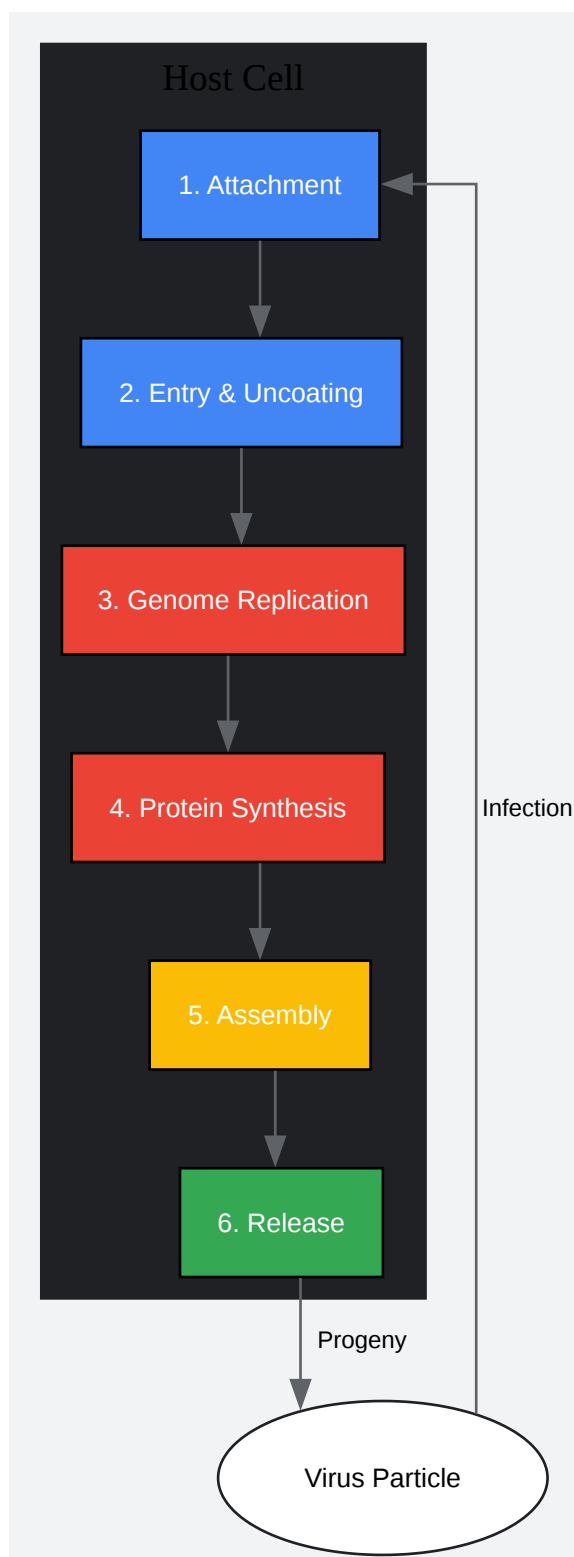 Host Cell
1. Attachment
2. Entry & Uncoating
3. Genome Replication
4. Protein Synthesis
Infection
5. Assembly
6. Release
Progeny
Virus Particle